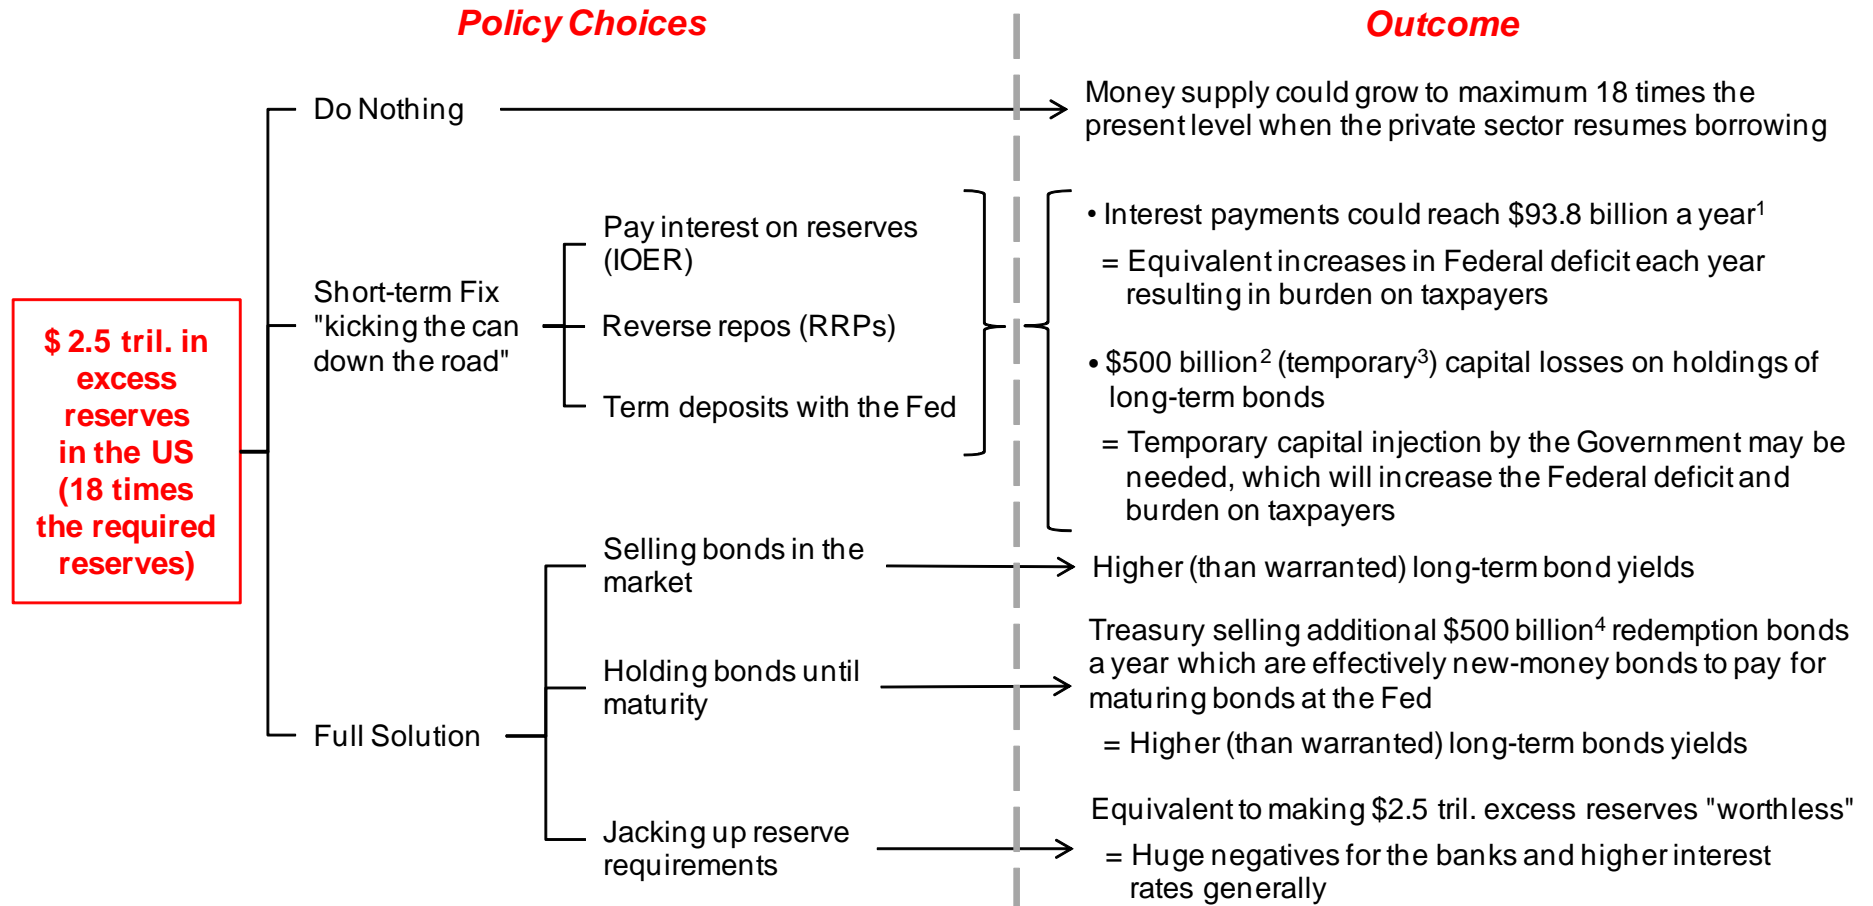 Policy Choices
Outcome
$ 2.5 tril. in
excess
reserves
in the US
(18 times
the required
reserves)
Do Nothing
Money supply could grow to maximum 18 times the
present level when the private sector resumes borrowing
Short-term Fix
"kicking the can
down the road"
Pay interest on reserves
(IOER)
Reverse repos (RRPs)
Term deposits with the Fed
• Interest payments could reach $93.8 billion a year¹
= Equivalent increases in Federal deficit each year
resulting in burden on taxpayers
• $500 billion² (temporary³) capital losses on holdings of
long-term bonds
= Temporary capital injection by the Government may be
needed, which will increase the Federal deficit and
burden on taxpayers
Full Solution
Selling bonds in the
market
Higher (than warranted) long-term bond yields
Holding bonds until
maturity
Treasury selling additional $500 billion⁴ redemption bonds
a year which are effectively new-money bonds to pay for
maturing bonds at the Fed
= Higher (than warranted) long-term bonds yields
Jacking up reserve
requirements
Equivalent to making $2.5 tril. excess reserves "worthless"
= Huge negatives for the banks and higher interest
rates generally